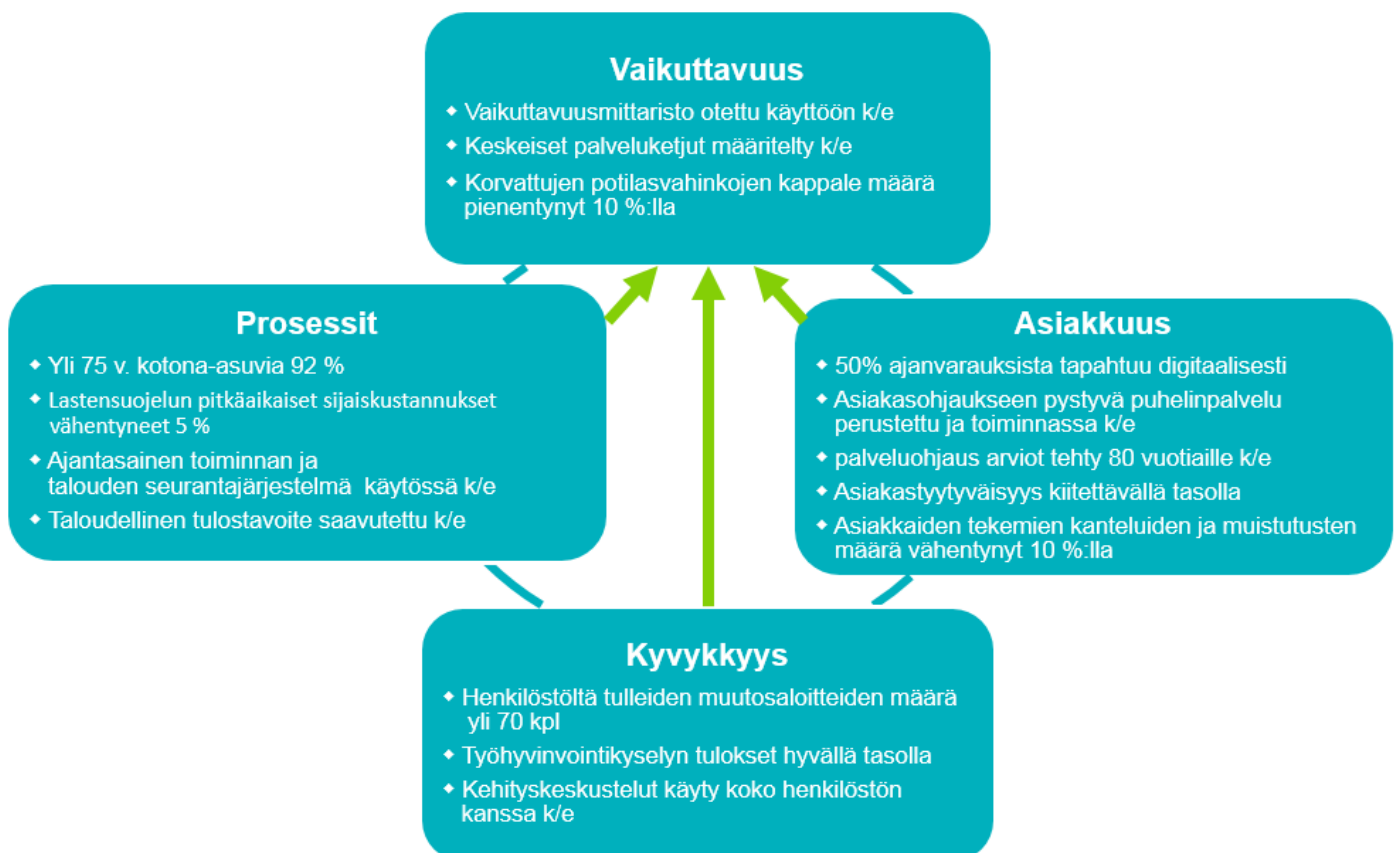 Vaikuttavuus
◆ Vaikuttavuusmittaristo otettu käyttöön k/e
◆ Keskeiset palveluketjut määritelty k/e
◆ Korvattujen potilasvahinkojen kappale määrä
pienentynyt 10 %:lla
Prosessit
◆ Yli 75 v. kotona-asuvia 92 %
◆ Lastensuojelun pitkäaikaiset sijaiskustannukset
vähentyneet 5 %
◆ Ajantasainen toiminnan ja
talouden seurantajärjestelmä käytössä k/e
◆ Taloudellinen tulostavoite saavutettu k/e
Asiakkuus
◆ 50% ajanvarauksista tapahtuu digitaalisesti
◆ Asiakasohjaukseen pystyvä puhelinpalvelu
perustettu ja toiminnassa k/e
◆ palveluohjaus arviot tehty 80 vuotiaille k/e
◆ Asiakastyytyväisyys kiitettävällä tasolla
◆ Asiakkaiden tekemien kanteluiden ja muistutusten
määrä vähentynyt 10 %:lla
Kyvykkyys
◆ Henkilöstöltä tulleiden muutosaloitteiden määrä
yli 70 kpl
◆ Työhyvinvointikyselyn tulokset hyvällä tasolla
◆ Kehityskeskustelut käyty koko henkilöstön
kanssa k/e